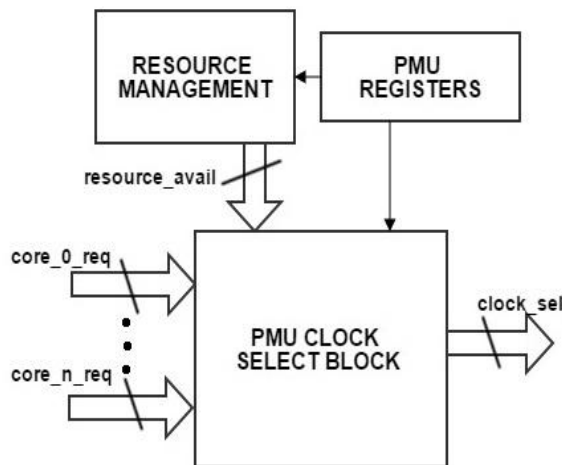 RESOURCE
MANAGEMENT
PMU
REGISTERS
resource_avail
core_0_req
clock_sel
PMU CLOCK
SELECT BLOCK
core_n_req